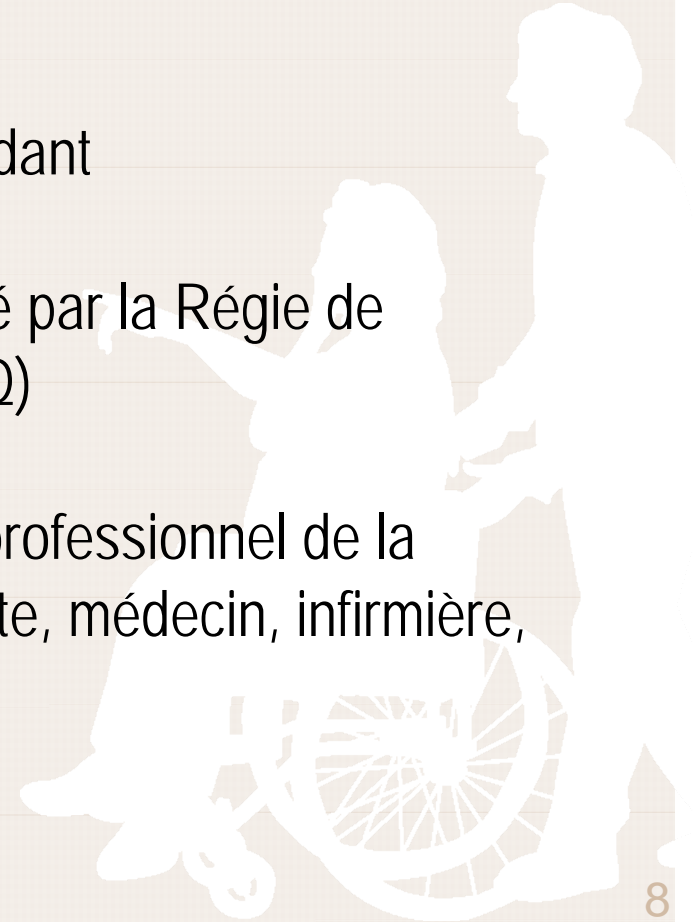 dant
é par la Régie de
Q)
professionnel de la
te, médecin, infirmière,
8